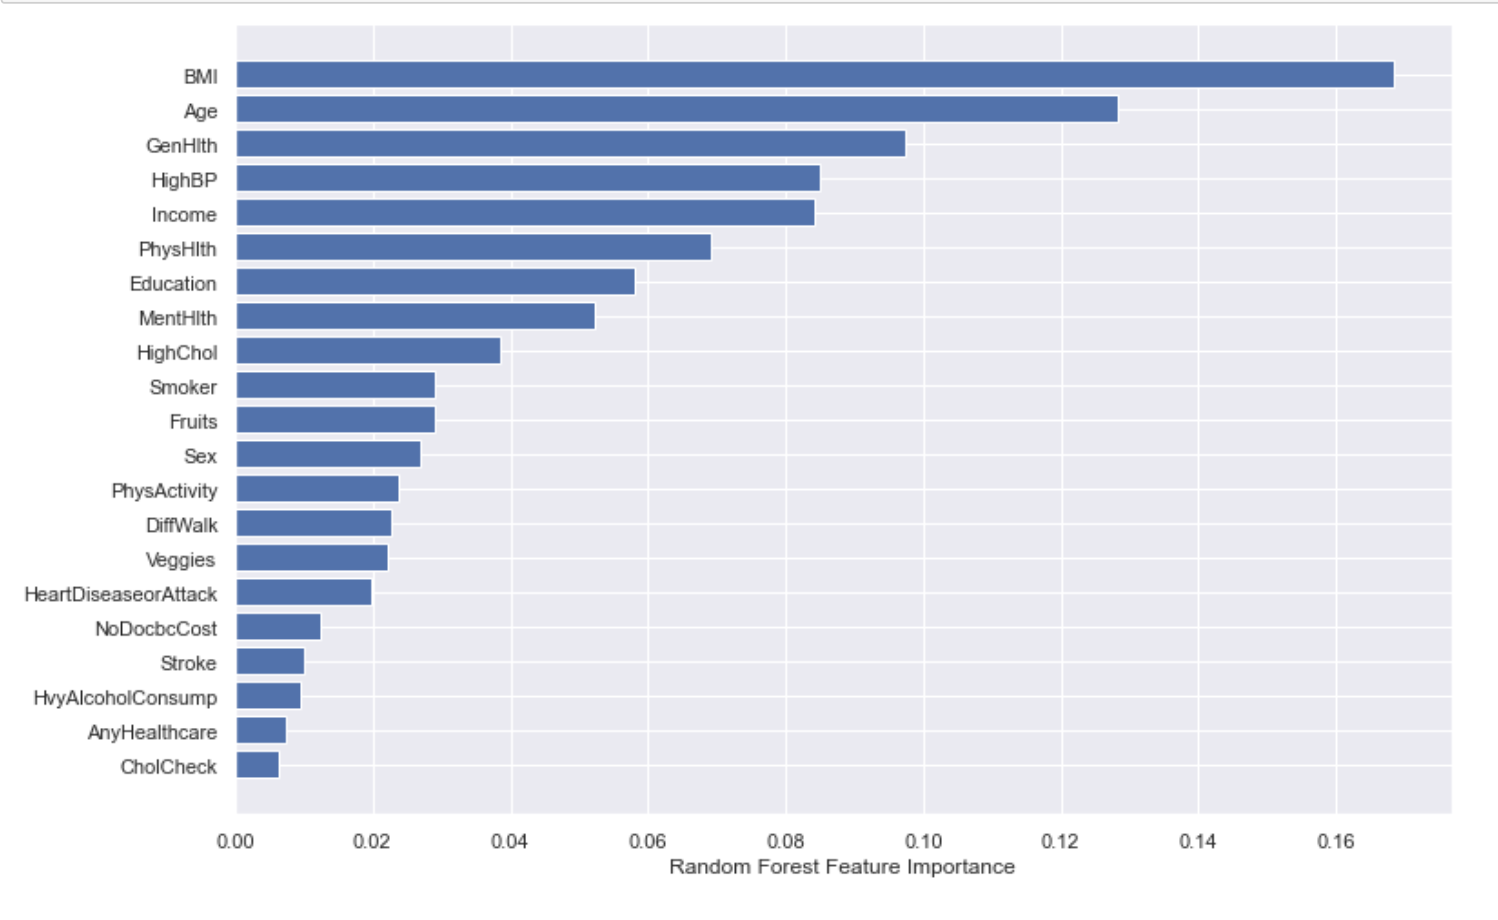 BMI
Age
GenHlth
HighBP
Income
PhysHlth
Education
MentHlth
HighChol
Smoker
Fruits
Sex
PhysActivity
DiffWalk
Veggies
HeartDiseaseorAttack
NoDocbcCost
Stroke
HvyAlcoholConsump
AnyHealthcare
CholCheck
0.00 0.02 0.04 0.06 0.08 0.10 0.12 0.14 0.16
Random Forest Feature Importance